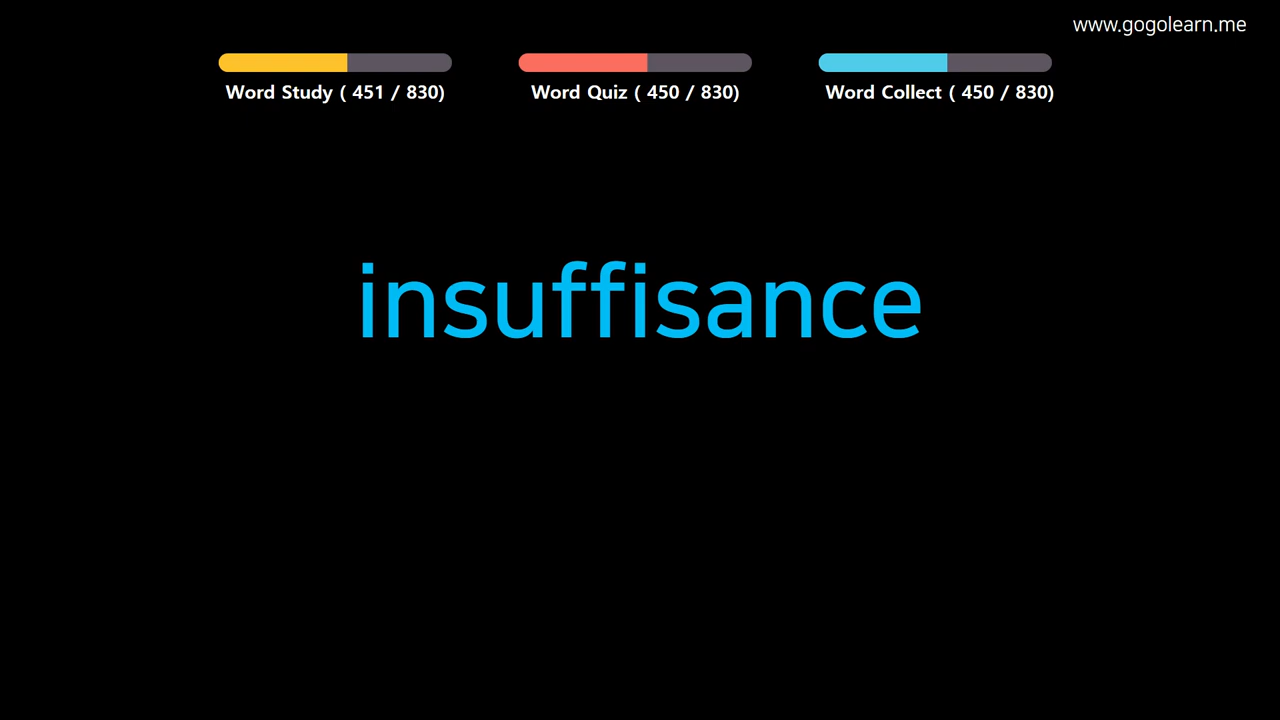 www.gogolearn.me
Word Study ( 451 / 830)
Word Quiz ( 450 / 830)
Word Collect ( 450 / 830)
insuffisance